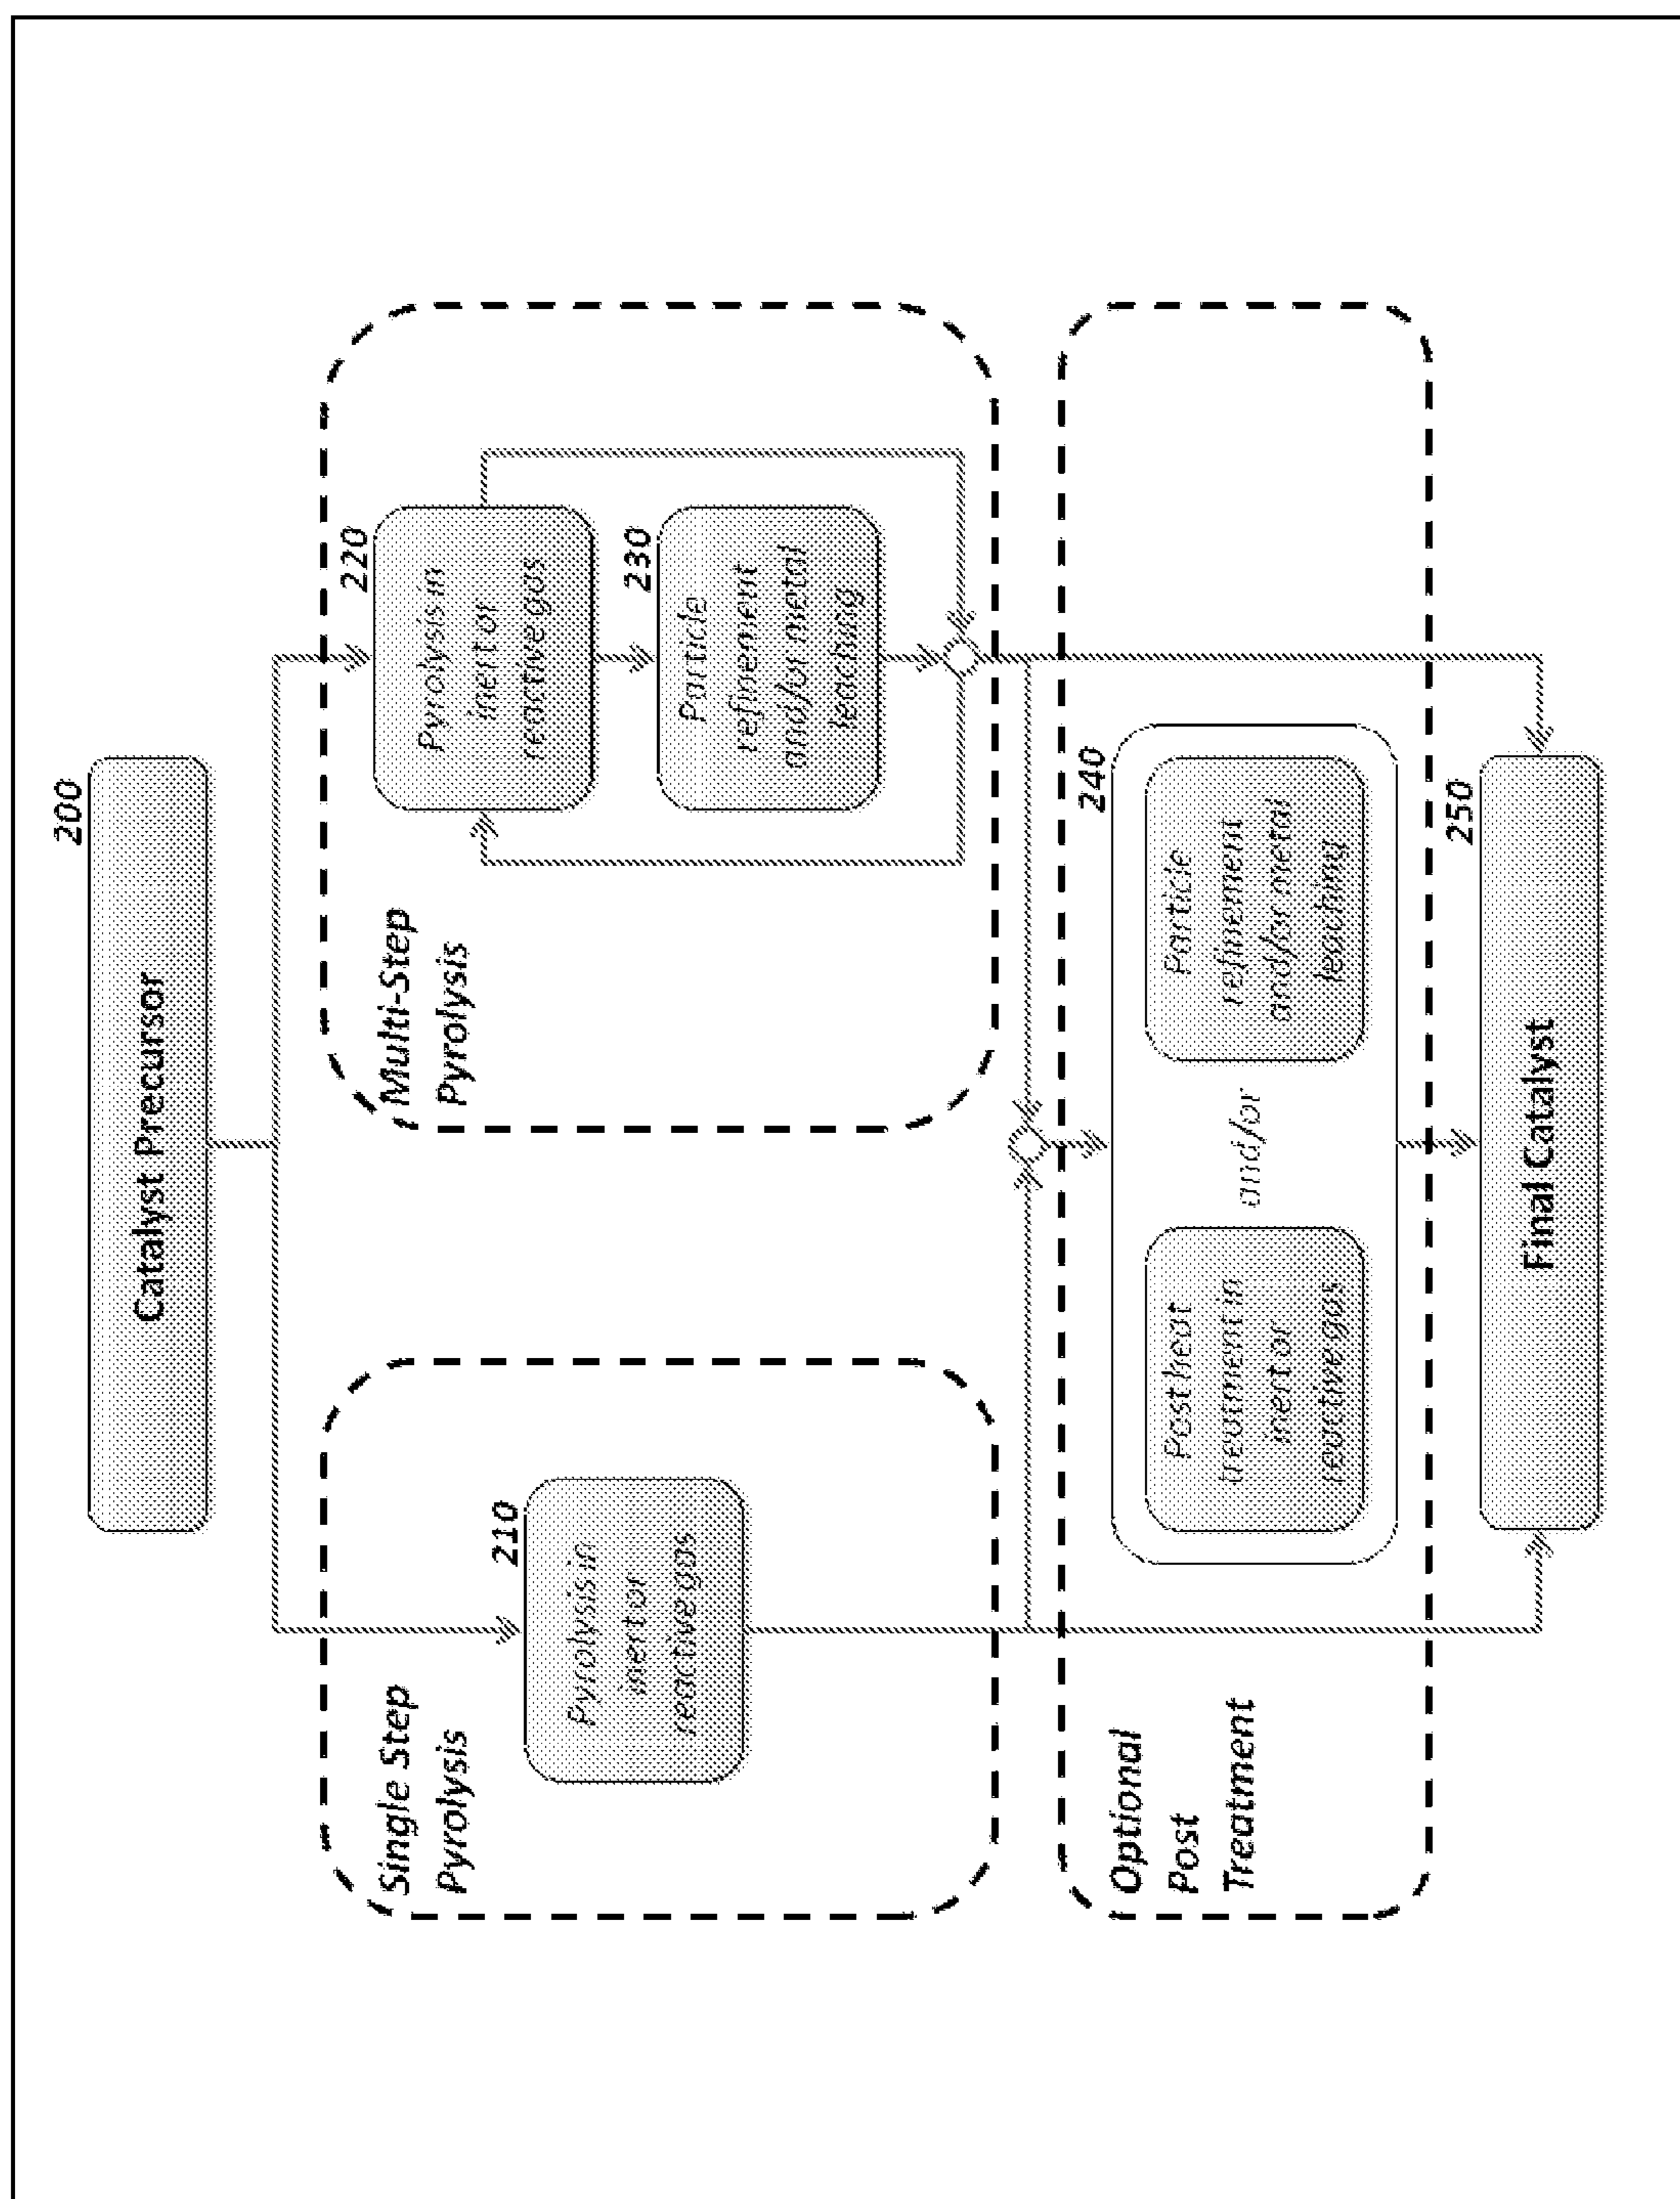 200
Catalyst Precursor
Single Step
Pyrolysis
210
Pyrolysis in
inert or
reactive gas
Multi-Step
Pyrolysis
220
Pyrolysis in
inert or
reactive gas
230
Particle
refinement
and/or metal
leaching
Optional
Post
Treatment
240
Post heat
treatment in
inert or
reactive gas
and/or
Particle
refinement
and/or metal
leaching
250
Final Catalyst